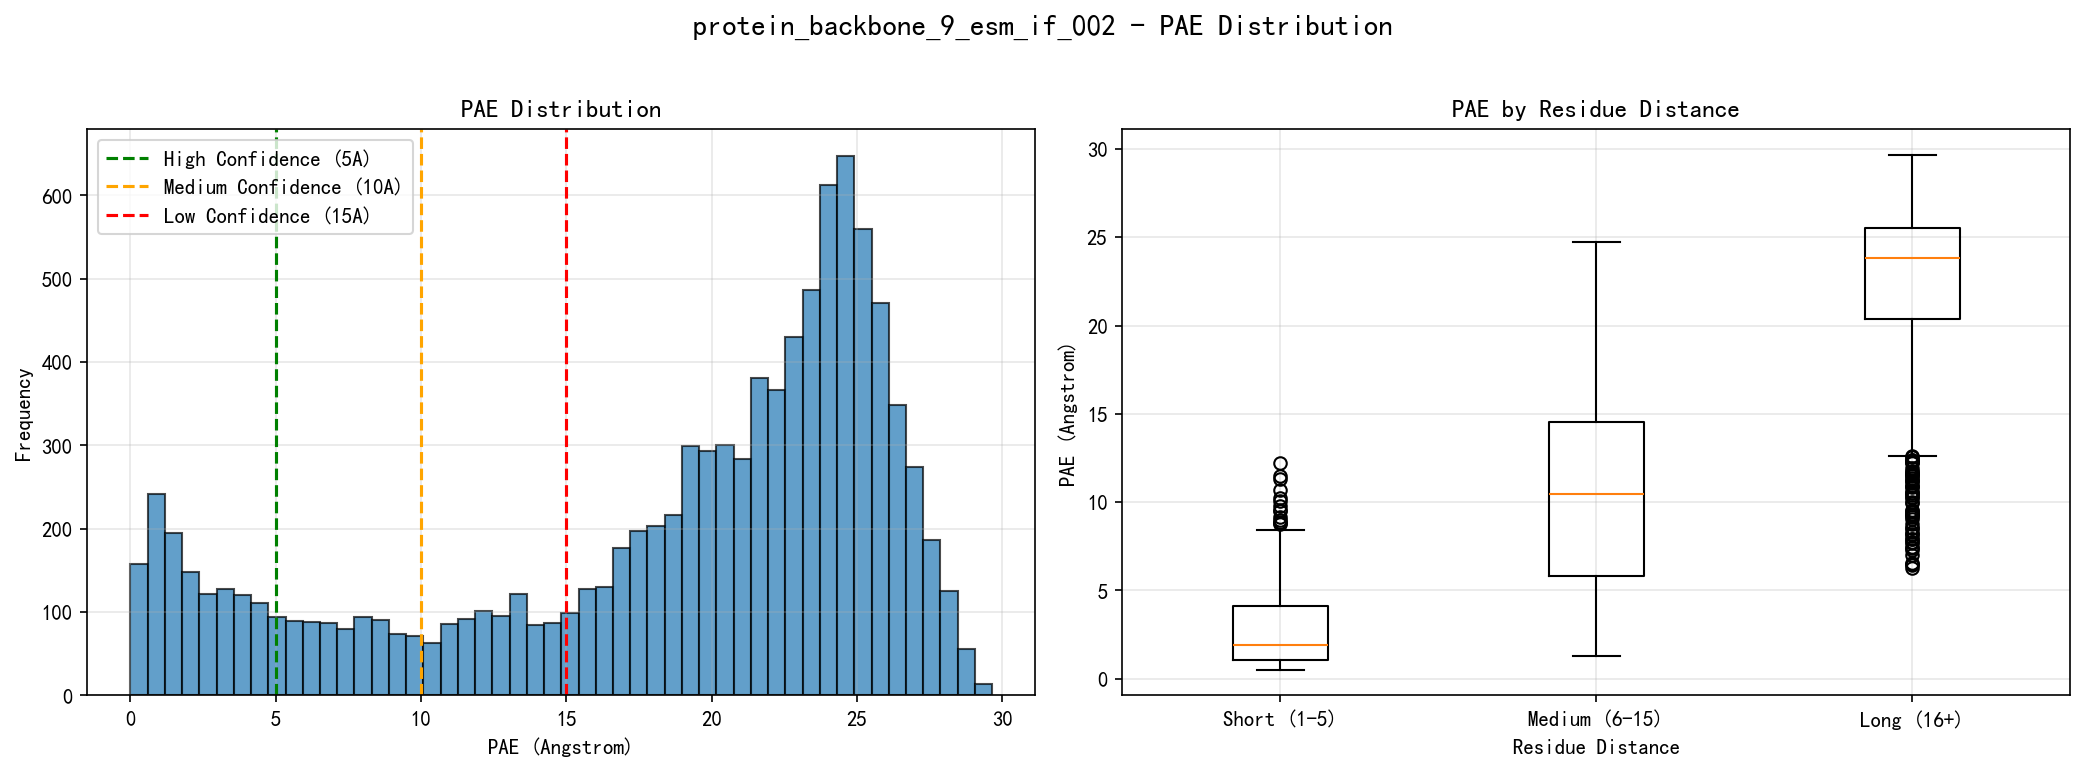 protein_backbone_9_esm_if_002 - PAE Distribution
PAE Distribution
High Confidence (5A)
Medium Confidence (10A)
Low Confidence (15A)
Frequency
600
500
400
300
200
100
0
0 5 10 15 20 25 30
PAE (Angstrom)
PAE by Residue Distance
PAE (Angstrom)
30
25
20
15
10
5
0
Short (1-5) Medium (6-15) Long (16+)
Residue Distance